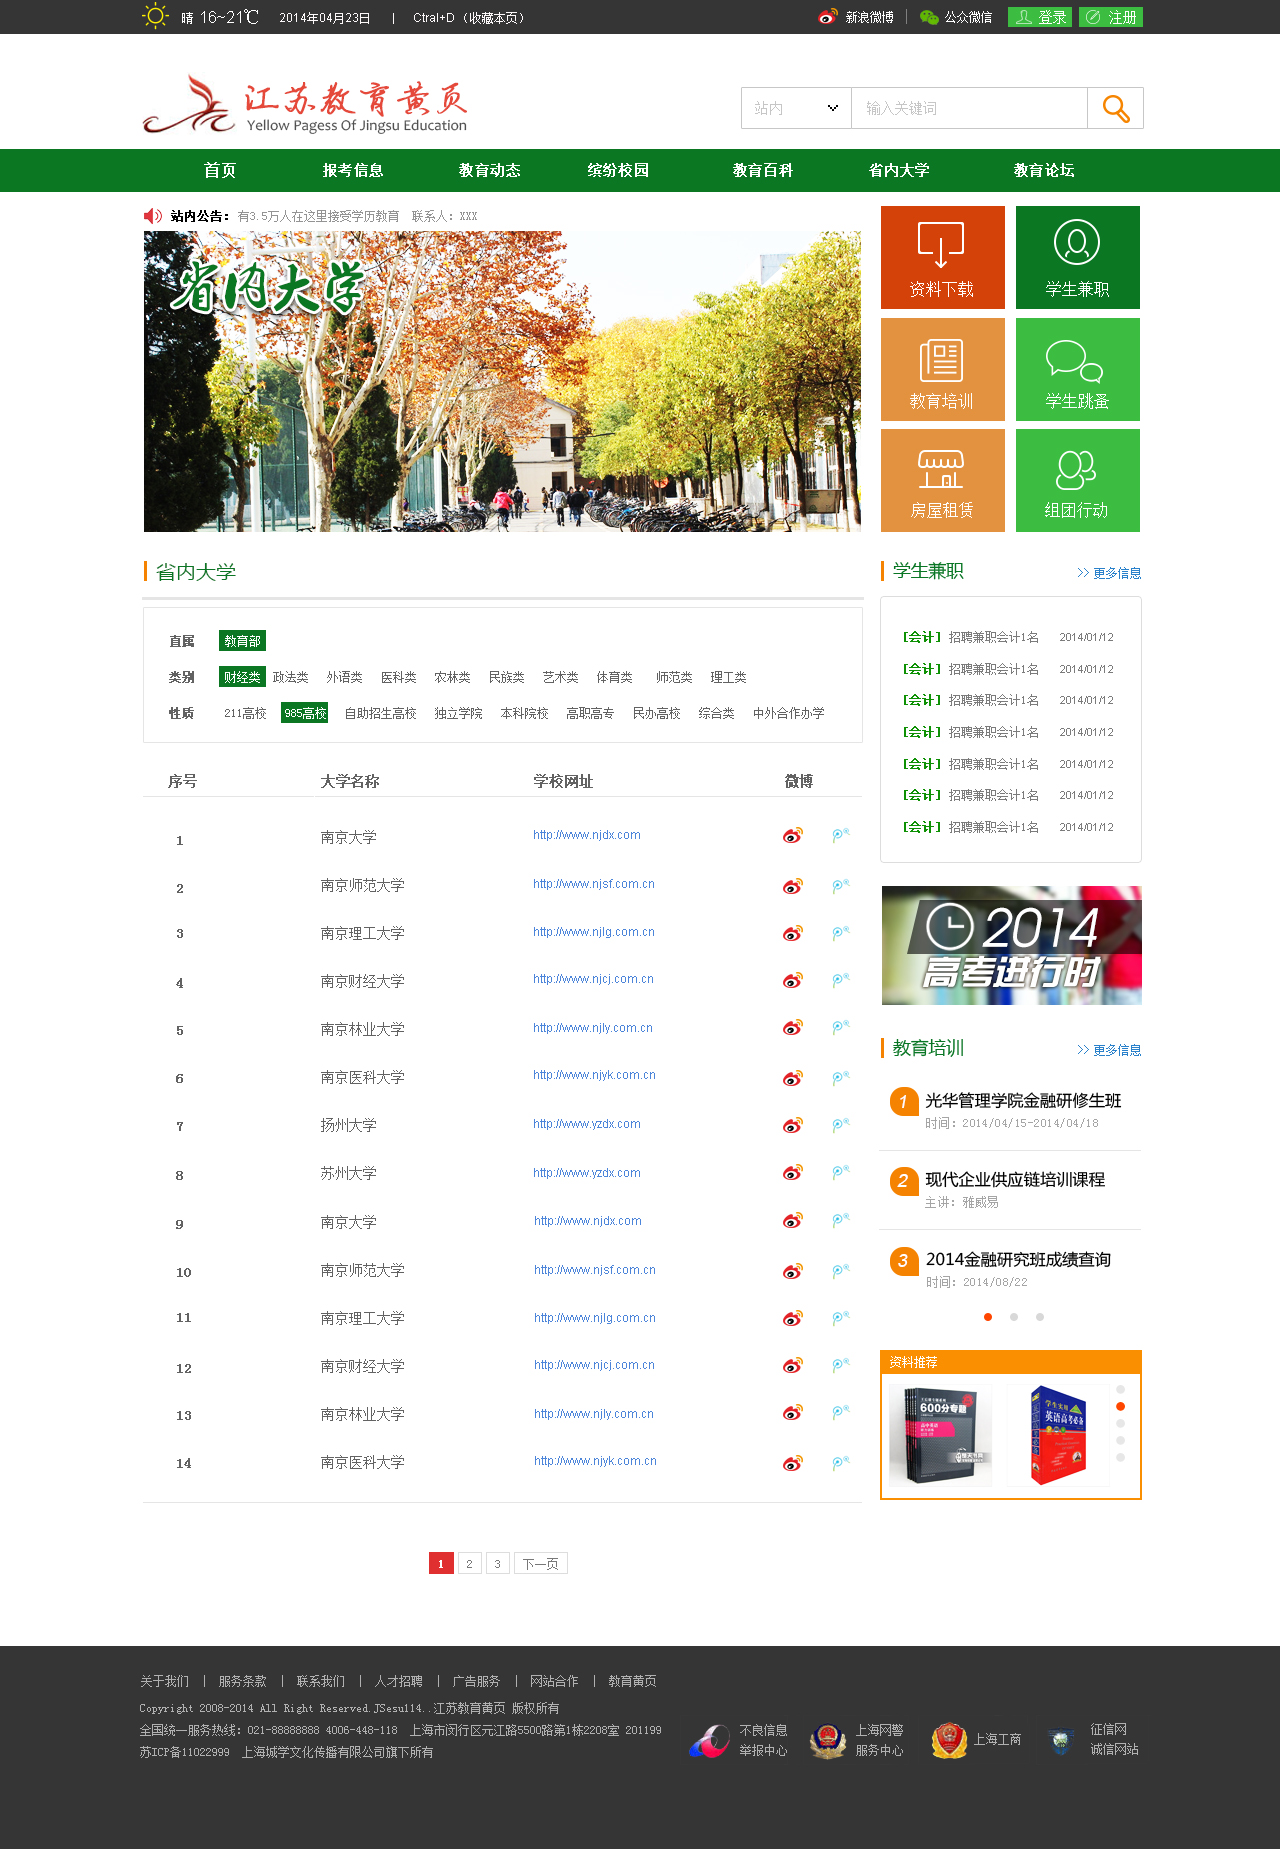 晴 16~21℃ 2014年04月23日 | Ctral+D（收藏本页） 新浪微博 | 公众微信 登录 注册
江苏教育黄页
Yellow Pagess Of Jingsu Education
站内 输入关键词
首页 报考信息 教育动态 缤纷校园 教育百科 省内大学 教育论坛
站内公告： 有3.5万人在这里接受学历教育 联系人：XXX
省内大学
资料下载 学生兼职
教育培训 学生跳蚤
房屋租赁 组团行动
省内大学
直属 教育部
类别 财经类 政法类 外语类 医科类 农林类 民族类 艺术类 体育类 师范类 理工类
性质 211高校 985高校 自助招生高校 独立学院 本科院校 高职高专 民办高校 综合类 中外合作办学
序号 大学名称 学校网址 微博
1 南京大学 http://www.njdx.com
2 南京师范大学 http://www.njsf.com.cn
3 南京理工大学 http://www.njlg.com.cn
4 南京财经大学 http://www.njcj.com.cn
5 南京林业大学 http://www.njly.com.cn
6 南京医科大学 http://www.njyk.com.cn
7 扬州大学 http://www.yzdx.com
8 苏州大学 http://www.yzdx.com
9 南京大学 http://www.njdx.com
10 南京师范大学 http://www.njsf.com.cn
11 南京理工大学 http://www.njlg.com.cn
12 南京财经大学 http://www.njcj.com.cn
13 南京林业大学 http://www.njly.com.cn
14 南京医科大学 http://www.njyk.com.cn
1 2 3 下一页
学生兼职 >> 更多信息
[会计] 招聘兼职会计1名 2014/01/12
[会计] 招聘兼职会计1名 2014/01/12
[会计] 招聘兼职会计1名 2014/01/12
[会计] 招聘兼职会计1名 2014/01/12
[会计] 招聘兼职会计1名 2014/01/12
[会计] 招聘兼职会计1名 2014/01/12
[会计] 招聘兼职会计1名 2014/01/12
2014
高考进行时
教育培训 >> 更多信息
1 光华管理学院金融研修生班
时间：2014/04/15-2014/04/18
2 现代企业供应链培训课程
主讲：雅威易
3 2014金融研究班成绩查询
时间：2014/08/22
资料推荐
600分专题
学生实用
英语高考必备
关于我们 | 服务条款 | 联系我们 | 人才招聘 | 广告服务 | 网站合作 | 教育黄页
Copyright 2008-2014 All Right Reserved.JSesu114..江苏教育黄页 版权所有
全国统一服务热线：021-88888888 4006-448-118 上海市闵行区元江路5500路第1栋2208室 201199
苏ICP备11022999 上海城学文化传播有限公司旗下所有
不良信息
举报中心
上海网警
服务中心
上海工商
征信网
诚信网站